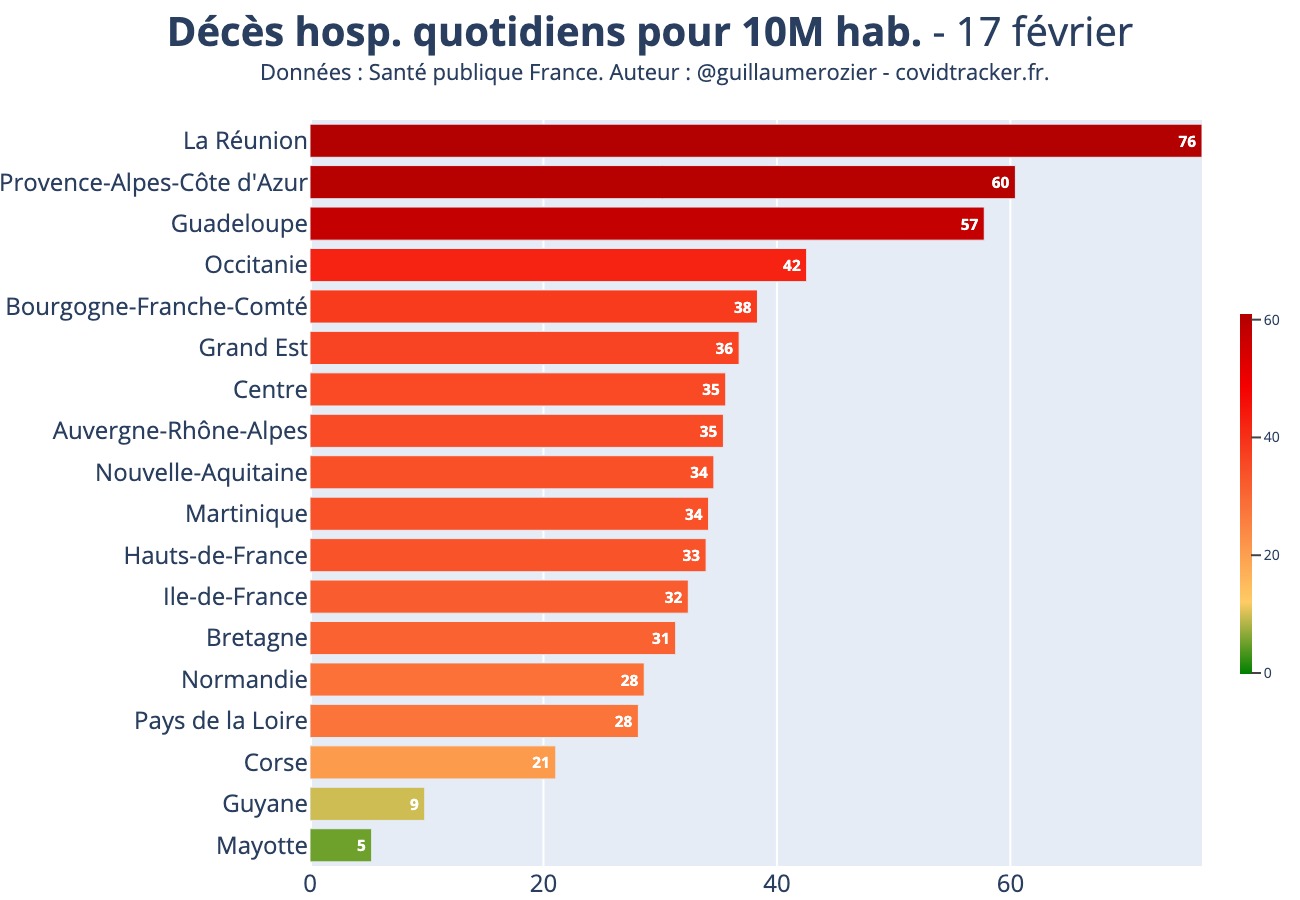 Décès hosp. quotidiens pour 10M hab. - 17 février
Données : Santé publique France. Auteur : @guillaumerozier - covidtracker.fr.
La Réunion 76
Provence-Alpes-Côte d'Azur 60
Guadeloupe 57
Occitanie 42
Bourgogne-Franche-Comté 38
Grand Est 36
Centre 35
Auvergne-Rhône-Alpes 35
Nouvelle-Aquitaine 34
Martinique 34
Hauts-de-France 33
Ile-de-France 32
Bretagne 31
Normandie 28
Pays de la Loire 28
Corse 21
Guyane 9
Mayotte 5
0 20 40 60
60
40
20
0